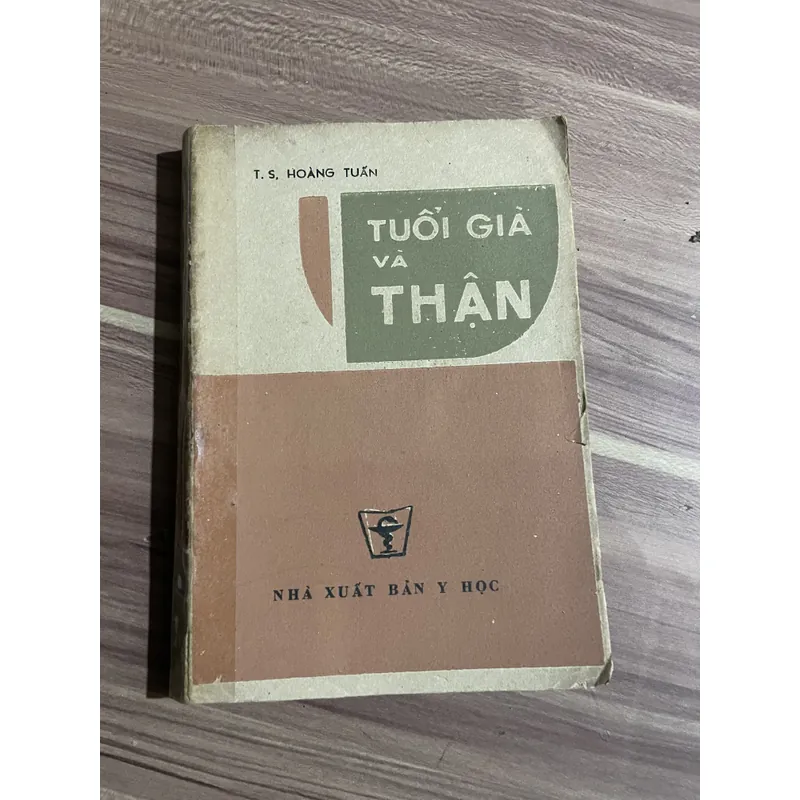 T.S, HOÀNG TUẤN
TUỔI GIÀ
VÀ
THẬN
NHÀ XUẤT BẢN Y HỌC